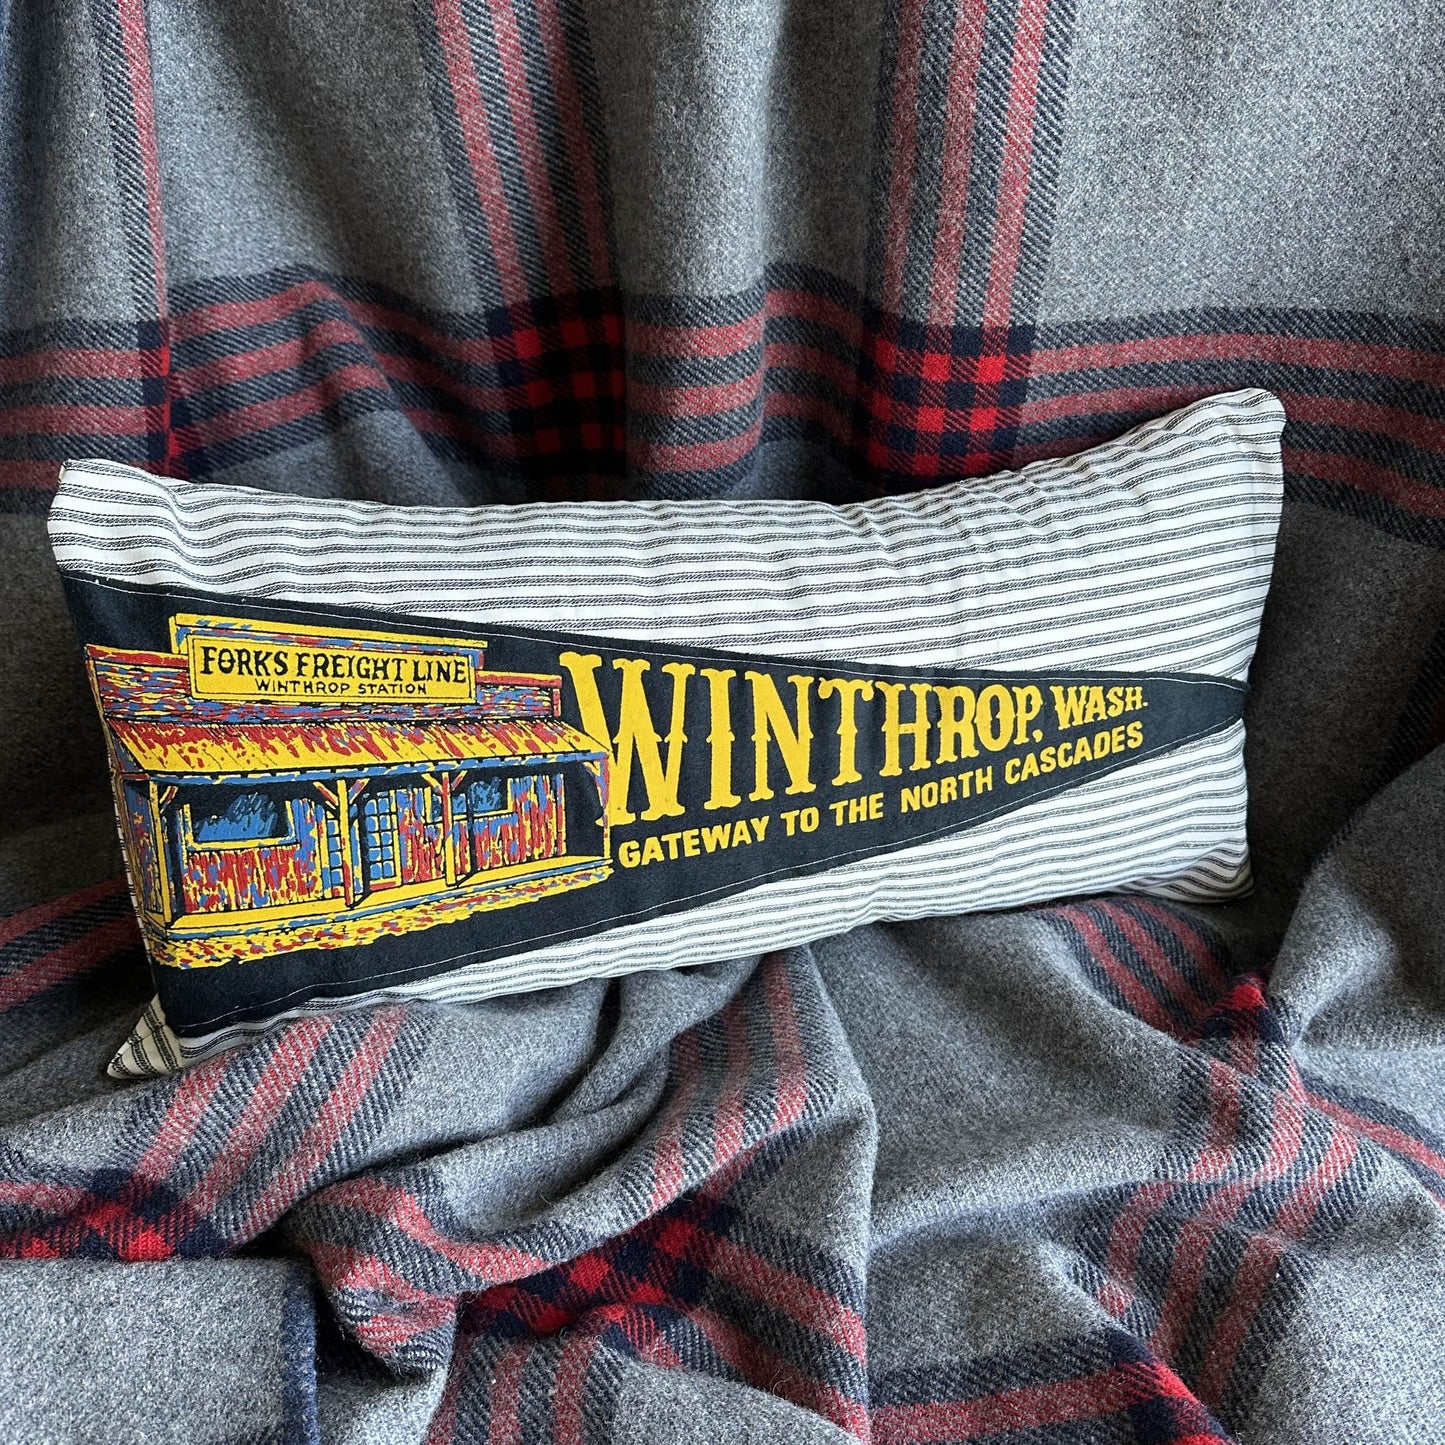 FORKS FREIGHT LINE
WINTHROP STATION
WINTHROP, WASH.
GATEWAY TO THE NORTH CASCADES